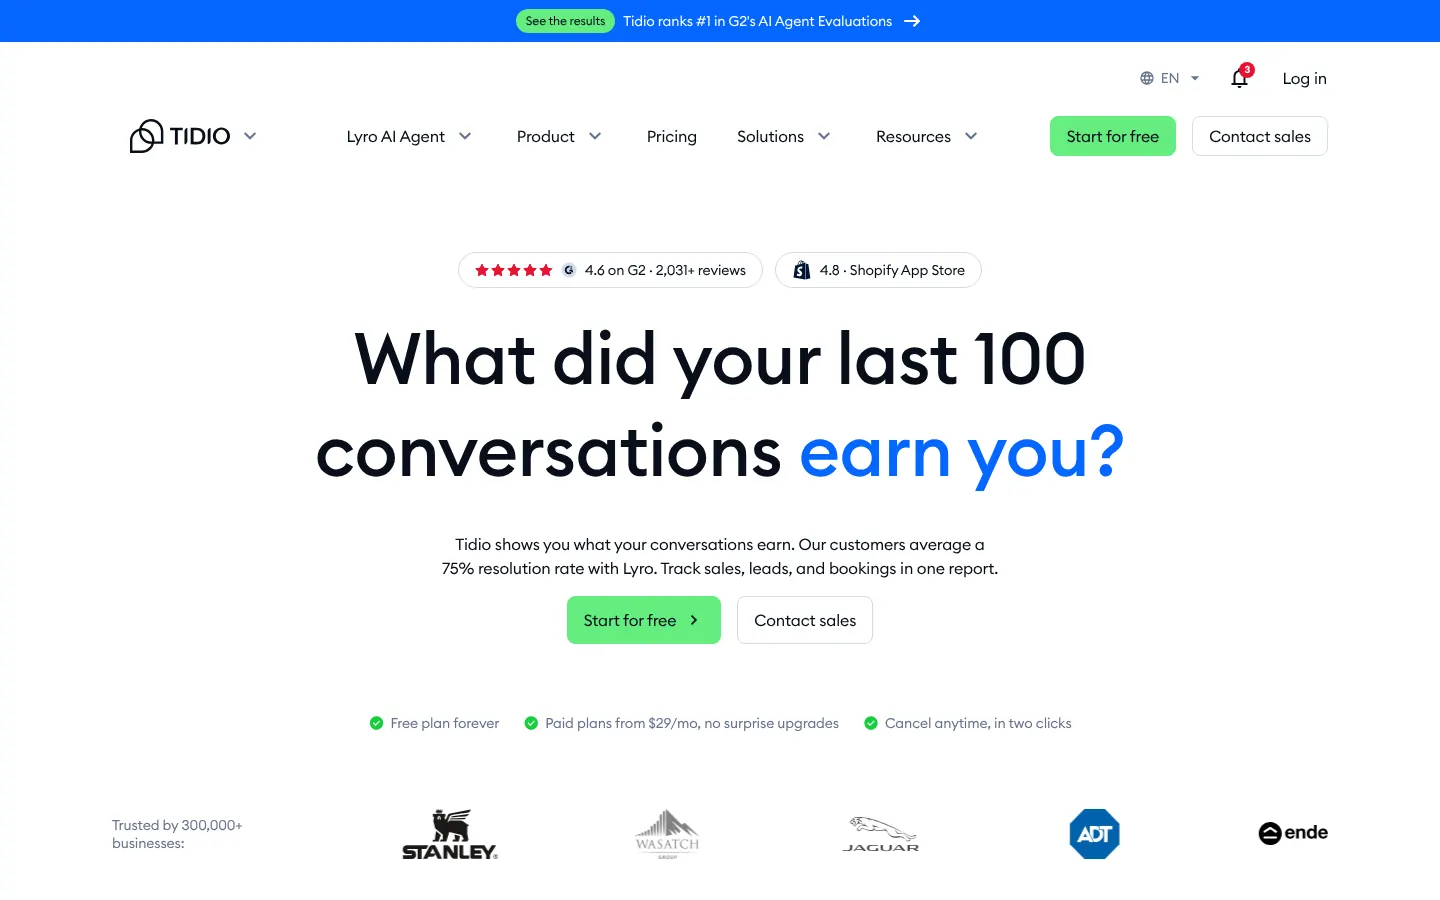 See the results Tidio ranks #1 in G2's AI Agent Evaluations
EN 3 Log in
TIDIO Lyro AI Agent Product Pricing Solutions Resources Start for free Contact sales
4.6 on G2 · 2,031+ reviews 4.8 · Shopify App Store
What did your last 100
conversations earn you?
Tidio shows you what your conversations earn. Our customers average a
75% resolution rate with Lyro. Track sales, leads, and bookings in one report.
Start for free Contact sales
Free plan forever Paid plans from $29/mo, no surprise upgrades Cancel anytime, in two clicks
Trusted by 300,000+
businesses:
STANLEY® WASATCH GROUP JAGUAR ADT ende